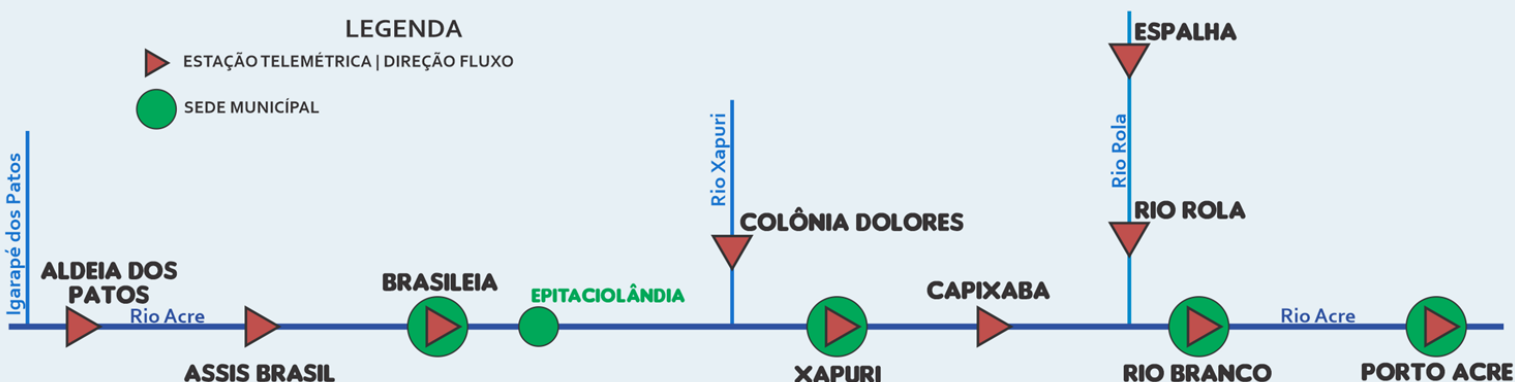 LEGENDA
ESTAÇÃO TELEMÉTRICA | DIREÇÃO FLUXO
SEDE MUNICÍPAL
Igarapé dos Patos
ALDEIA DOS
PATOS
Rio Acre
ASSIS BRASIL
BRASILEIA
EPITACIOLÂNDIA
Rio Xapuri
COLÔNIA DOLORES
XAPURI
CAPIXABA
ESPALHA
Rio Rola
RIO ROLA
RIO BRANCO
Rio Acre
PORTO ACRE